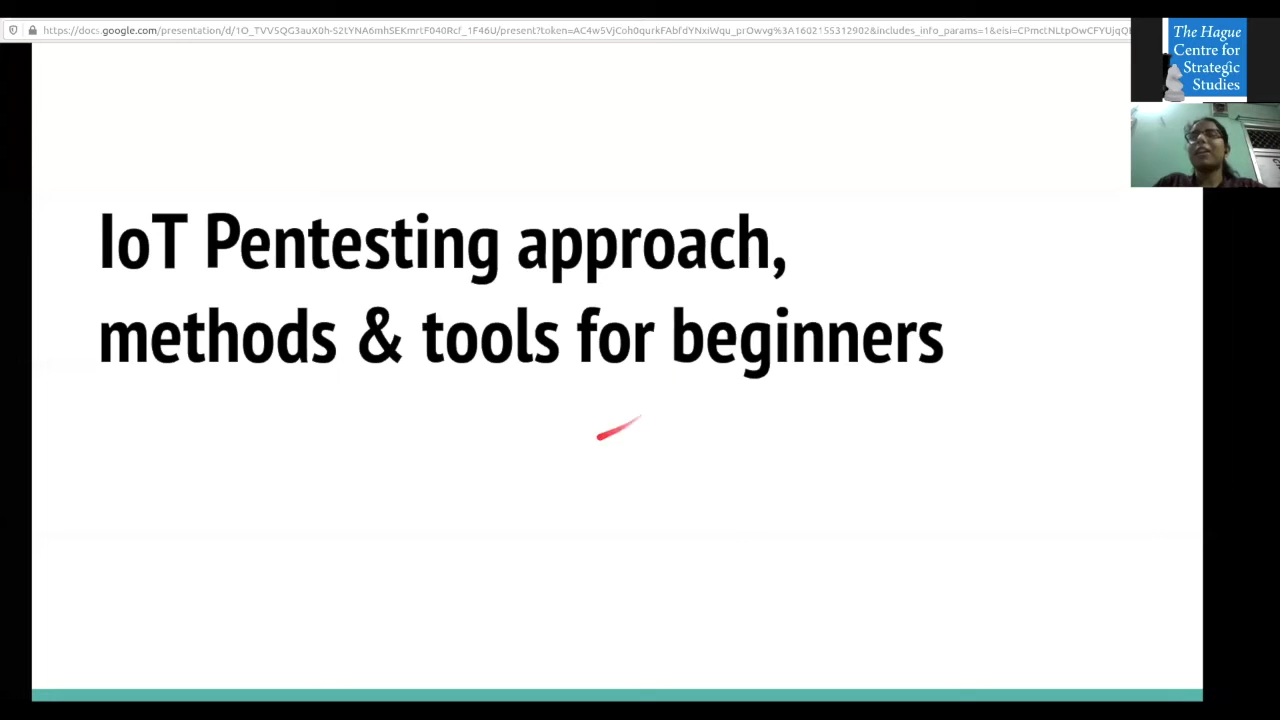 The Hague
Centre for
Strategic
Studies
IoT Pentesting approach,
methods & tools for beginners